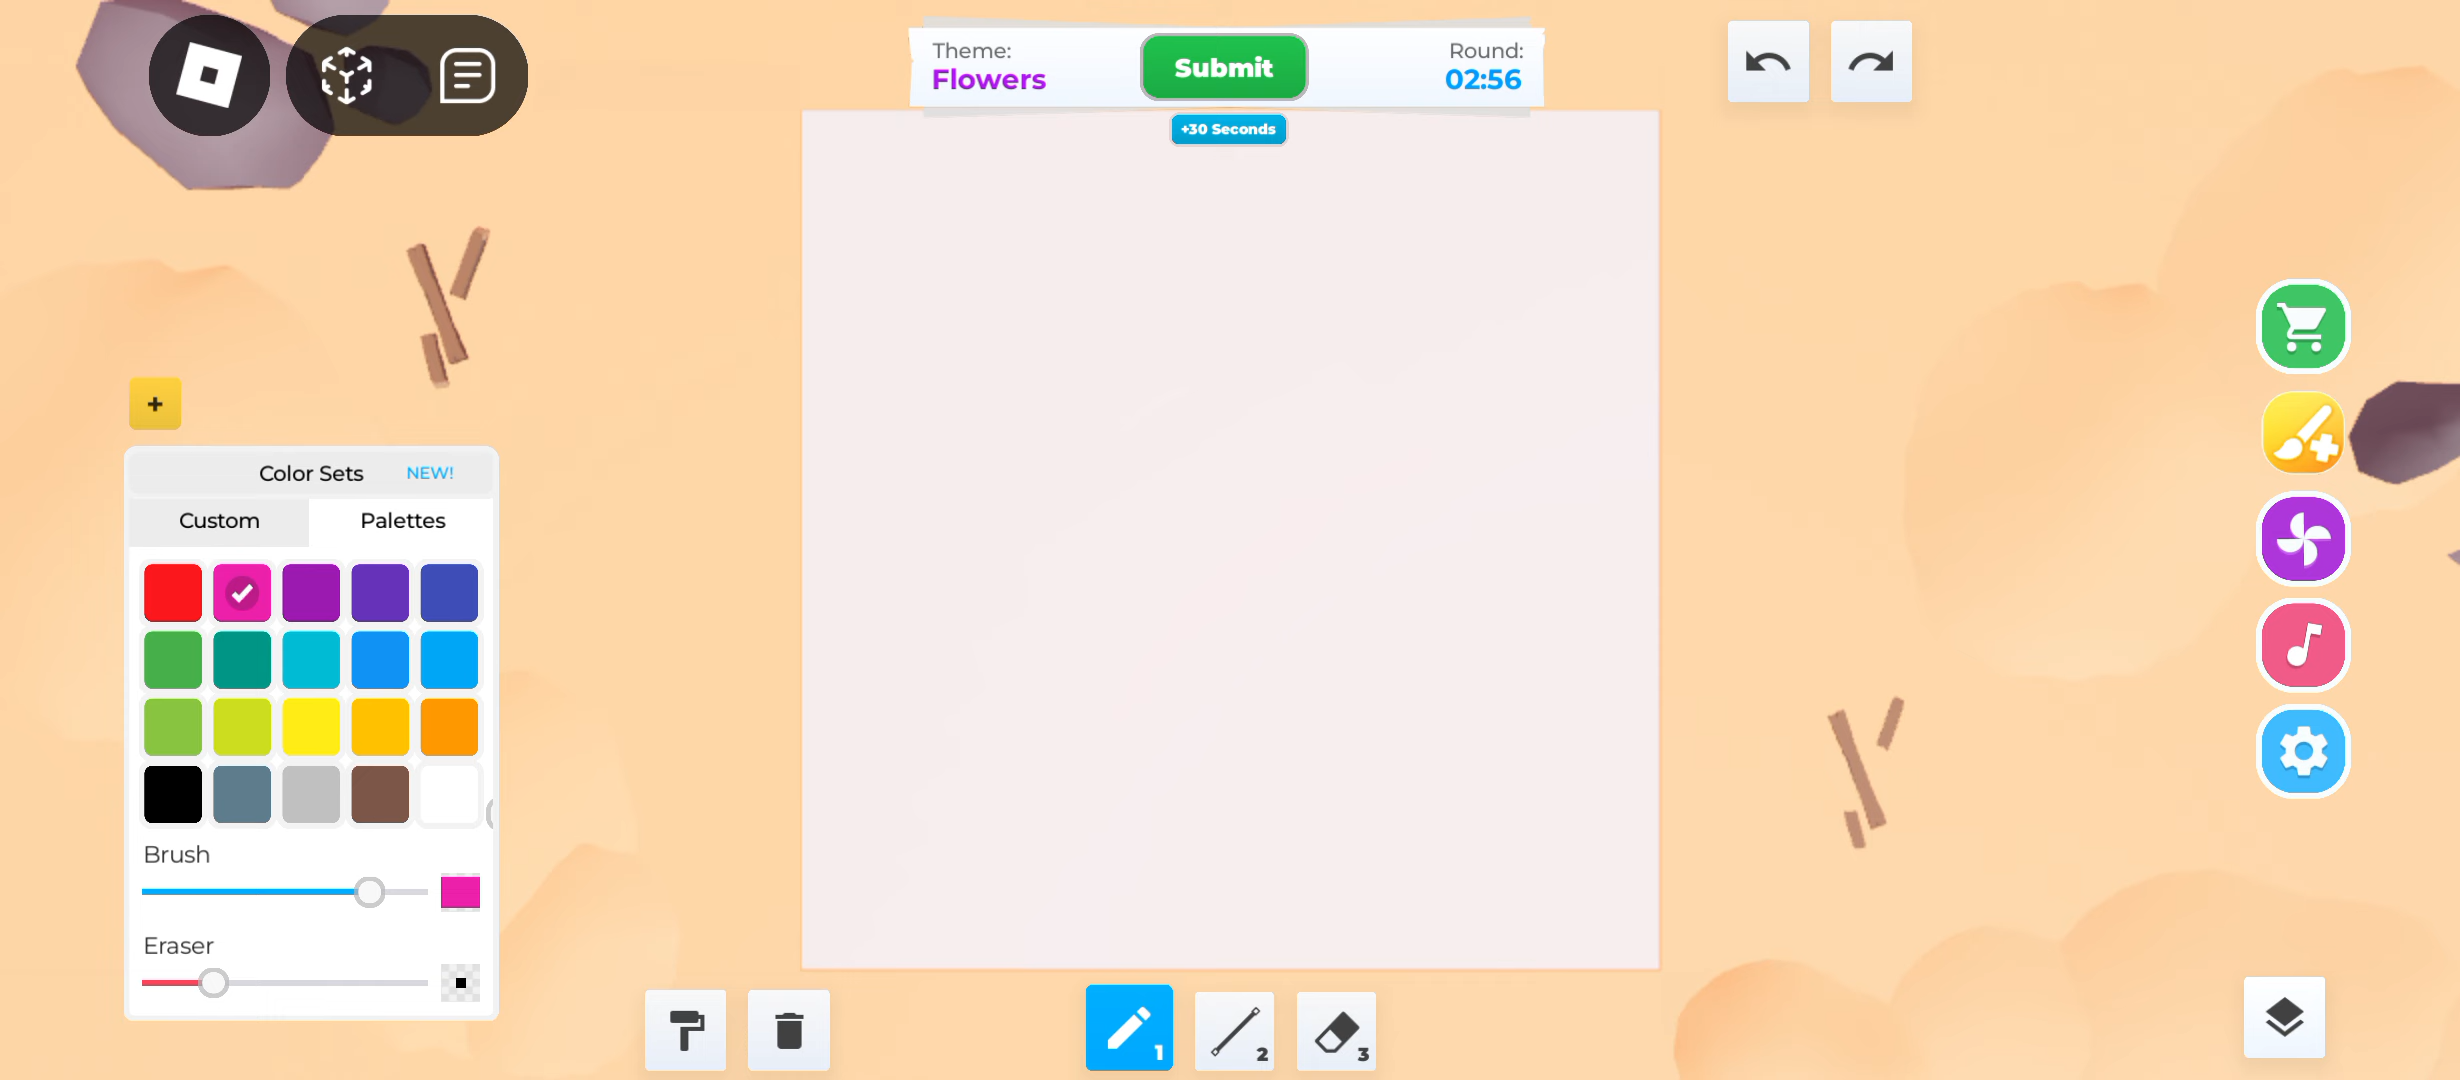 Theme:
Flowers
Submit
Round:
02:56
+30 Seconds
+
Color Sets NEW!
Custom Palettes
Brush
Eraser
1
2
3